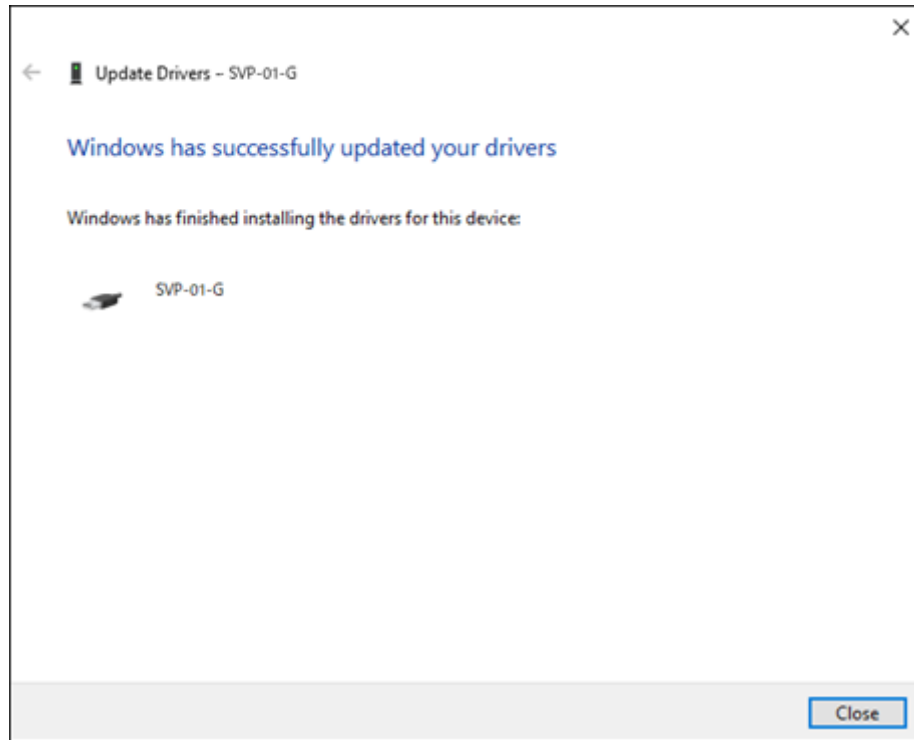 Update Drivers – SVP-01-G
Windows has successfully updated your drivers
Windows has finished installing the drivers for this device:
SVP-01-G
Close